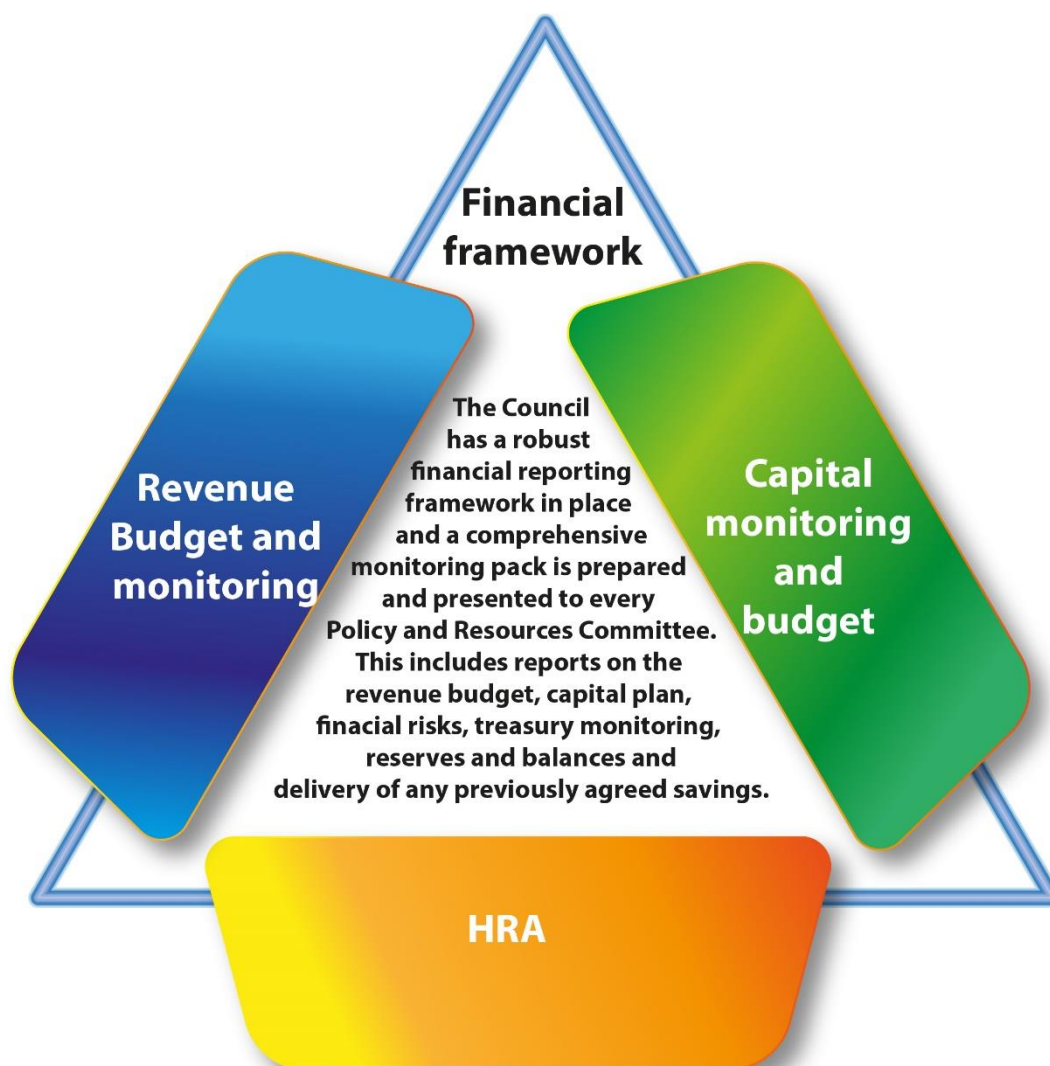 Financial
framework
Revenue
Budget and
monitoring
The Council
has a robust
financial reporting
framework in place
and a comprehensive
monitoring pack is prepared
and presented to every
Policy and Resources Committee.
This includes reports on the
revenue budget, capital plan,
finacial risks, treasury monitoring,
reserves and balances and
delivery of any previously agreed savings.
Capital
monitoring
and
budget
HRA